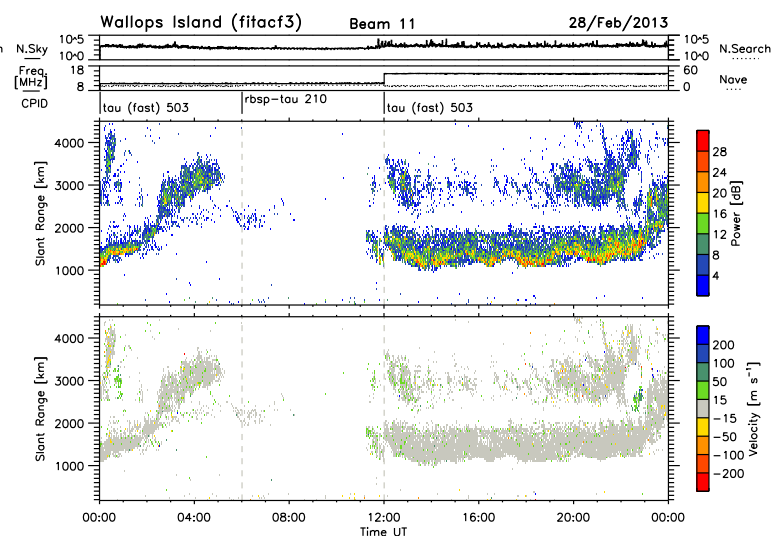 Wallops Island (fitacf3) Beam 11 28/Feb/2013
n N.Sky 10^5 10^0 10^5 10^0 N.Search
Freq. [MHz] 18 8 60 0 Nave
CPID tau (fast) 503 rbsp-tau 210 tau (fast) 503
Slant Range [km]
4000
3000
2000
1000
28
24
20
16
12
8
4
Power [dB]
Slant Range [km]
4000
3000
2000
1000
200
100
50
15
-15
-50
-100
-200
Velocity [m s⁻¹]
00:00 04:00 08:00 12:00 16:00 20:00 00:00
Time UT